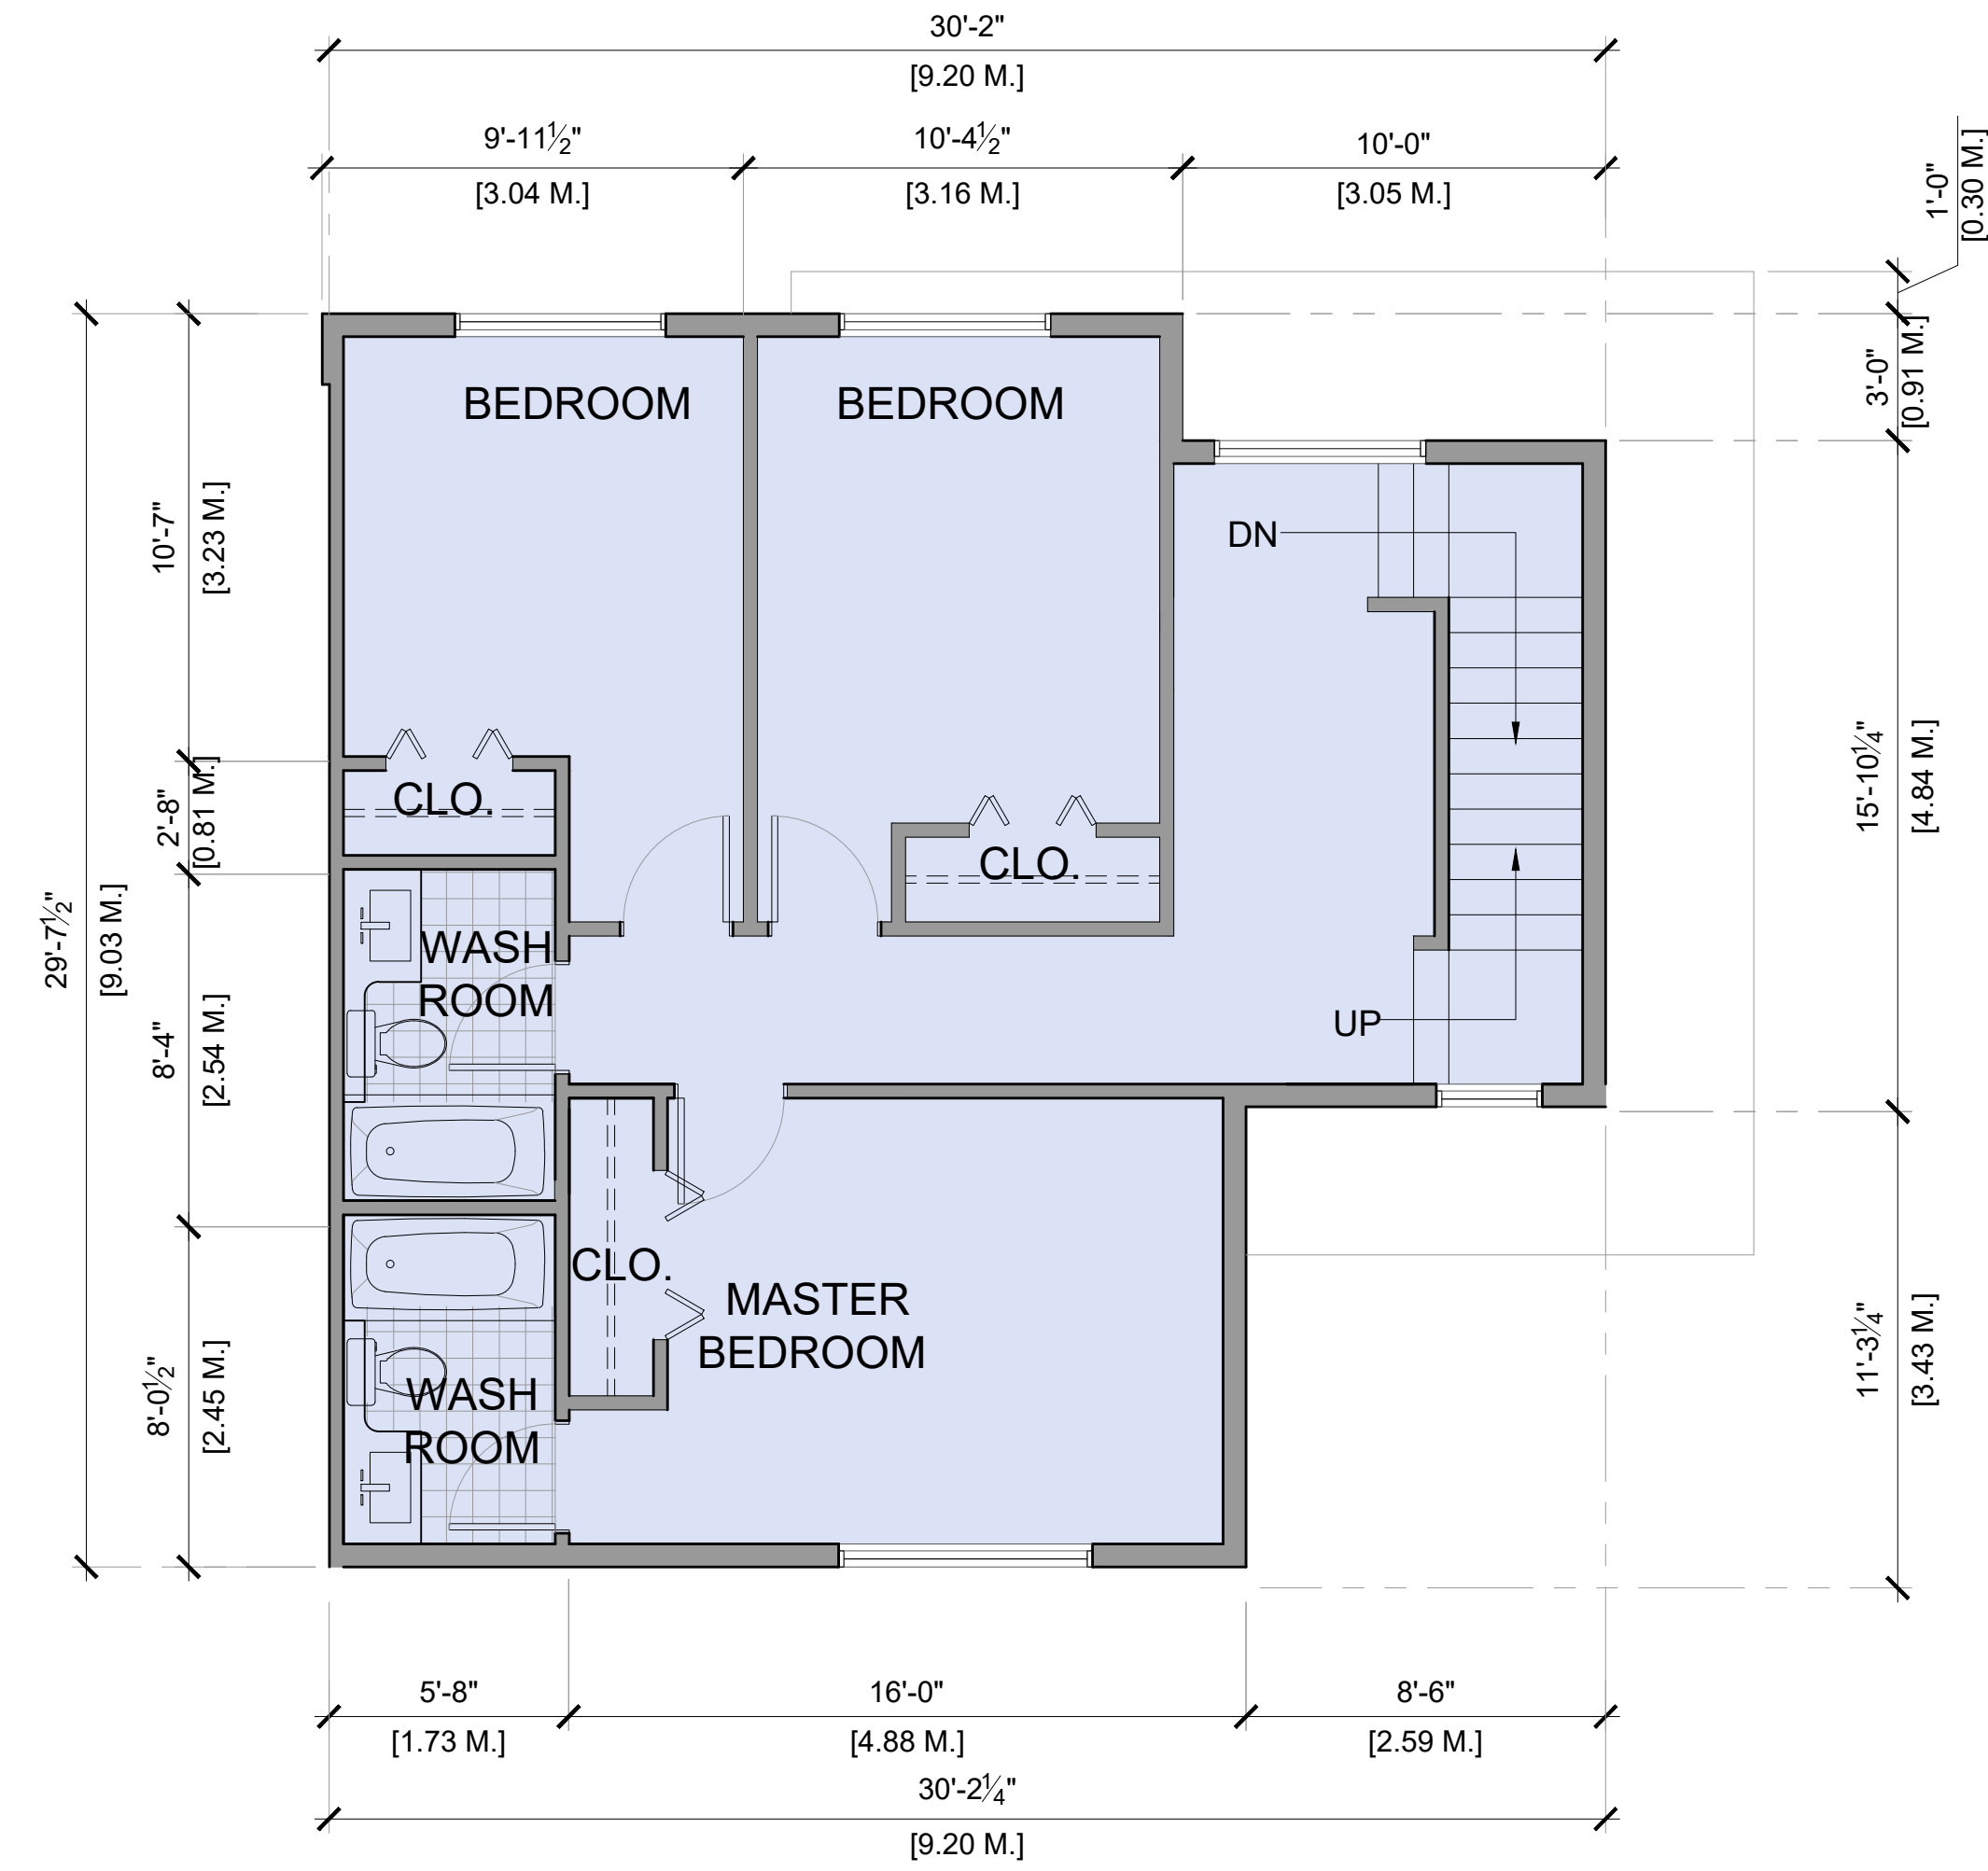 30'-2"
[9.20 M.]
9'-11½"
10'-4½"
10'-0"
[3.04 M.]
[3.16 M.]
[3.05 M.]
1'-0"
[0.30 M.]
3'-0"
[0.91 M.]
BEDROOM
BEDROOM
DN
10'-7"
[3.23 M.]
2'-8"
[0.81 M.]
CLO.
CLO.
15'-10¼"
[4.84 M.]
29'-7½"
[9.03 M.]
WASH
ROOM
UP
8'-4"
[2.54 M.]
CLO.
MASTER
BEDROOM
WASH
ROOM
8'-0½"
[2.45 M.]
11'-3¼"
[3.43 M.]
5'-8"
16'-0"
8'-6"
[1.73 M.]
[4.88 M.]
[2.59 M.]
30'-2¼"
[9.20 M.]